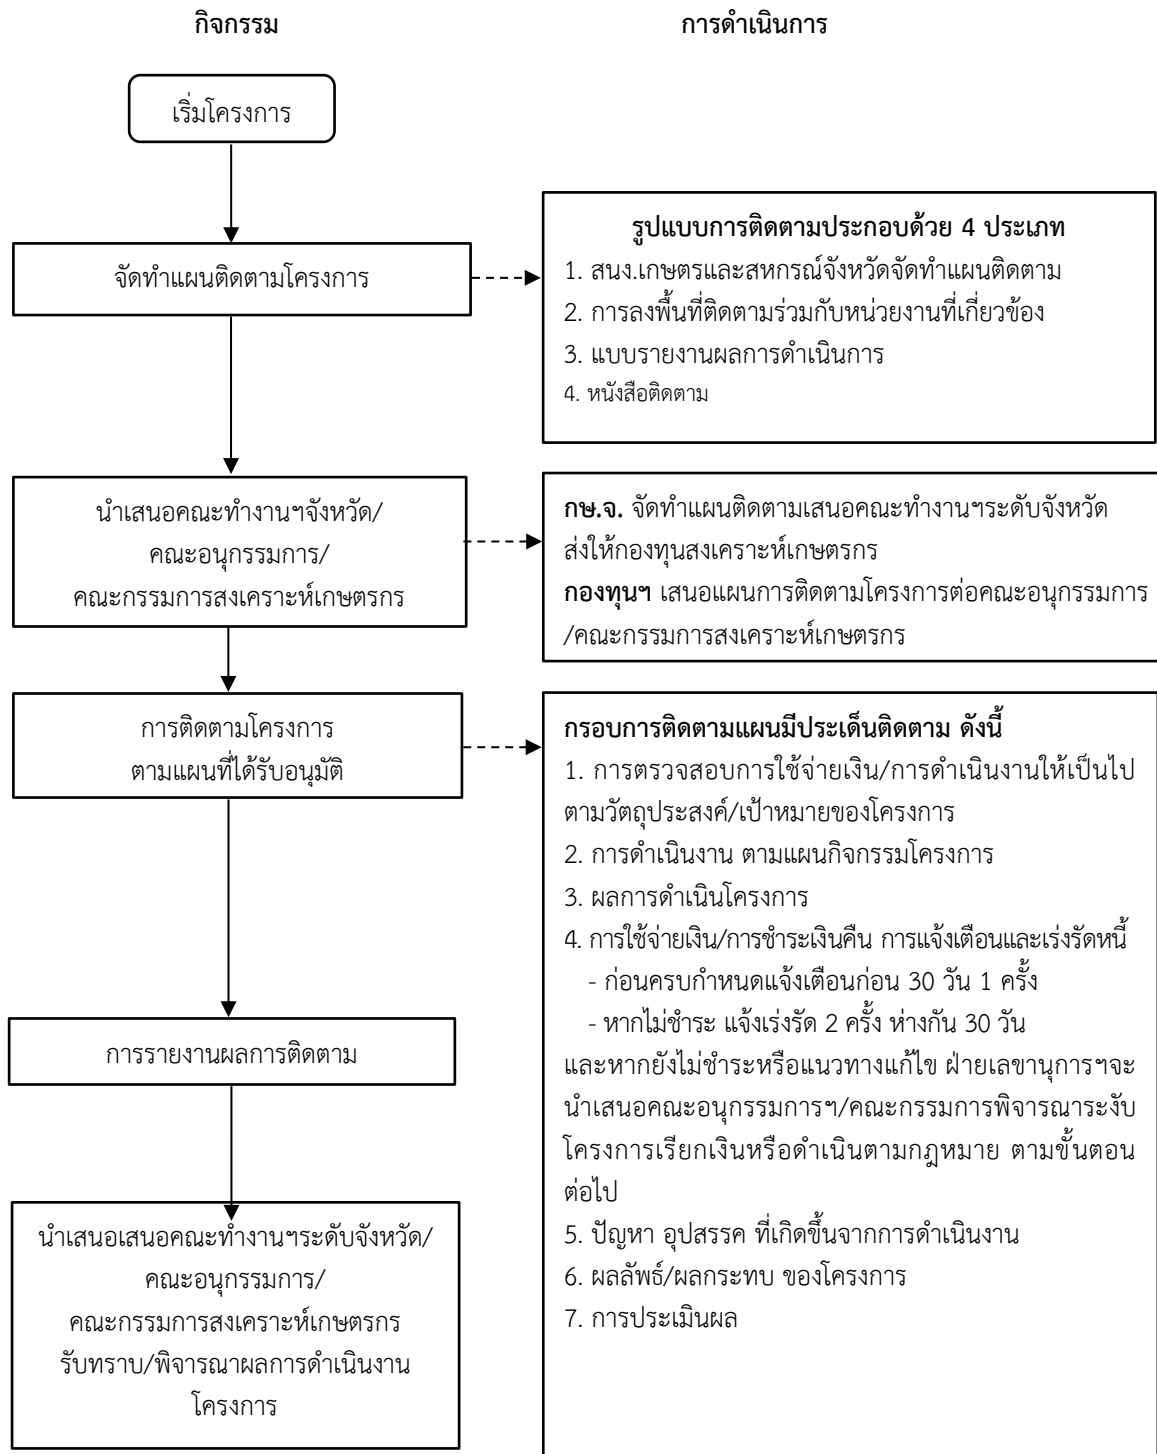 กิจกรรม
การดำเนินการ
เริ่มโครงการ
จัดทำแผนติดตามโครงการ
รูปแบบการติดตามประกอบด้วย 4 ประเภท
1. สนง.เกษตรและสหกรณ์จังหวัดจัดทำแผนติดตาม
2. การลงพื้นที่ติดตามร่วมกับหน่วยงานที่เกี่ยวข้อง
3. แบบรายงานผลการดำเนินการ
4. หนังสือติดตาม
นำเสนอคณะทำงานฯจังหวัด/
คณะอนุกรรมการ/
คณะกรรมการสงเคราะห์เกษตรกร
กษ.จ. จัดทำแผนติดตามเสนอคณะทำงานฯระดับจังหวัด
ส่งให้กองทุนสงเคราะห์เกษตรกร
กองทุนฯ เสนอแผนการติดตามโครงการต่อคณะอนุกรรมการ
/คณะกรรมการสงเคราะห์เกษตรกร
การติดตามโครงการ
ตามแผนที่ได้รับอนุมัติ
กรอบการติดตามแผนมีประเด็นติดตาม ดังนี้
1. การตรวจสอบการใช้จ่ายเงิน/การดำเนินงานให้เป็นไป
ตามวัตถุประสงค์/เป้าหมายของโครงการ
2. การดำเนินงาน ตามแผนกิจกรรมโครงการ
3. ผลการดำเนินโครงการ
4. การใช้จ่ายเงิน/การชำระเงินคืน การแจ้งเตือนและเร่งรัดหนี้
- ก่อนครบกำหนดแจ้งเตือนก่อน 30 วัน 1 ครั้ง
- หากไม่ชำระ แจ้งเร่งรัด 2 ครั้ง ห่างกัน 30 วัน
และหากยังไม่ชำระหรือแนวทางแก้ไข ฝ่ายเลขานุการฯจะ
นำเสนอคณะอนุกรรมการฯ/คณะกรรมการพิจารณาระงับ
โครงการเรียกเงินหรือดำเนินตามกฎหมาย ตามขั้นตอน
ต่อไป
5. ปัญหา อุปสรรค ที่เกิดขึ้นจากการดำเนินงาน
6. ผลลัพธ์/ผลกระทบ ของโครงการ
7. การประเมินผล
การรายงานผลการติดตาม
นำเสนอเสนอคณะทำงานฯระดับจังหวัด/
คณะอนุกรรมการ/
คณะกรรมการสงเคราะห์เกษตรกร
รับทราบ/พิจารณาผลการดำเนินงาน
โครงการ